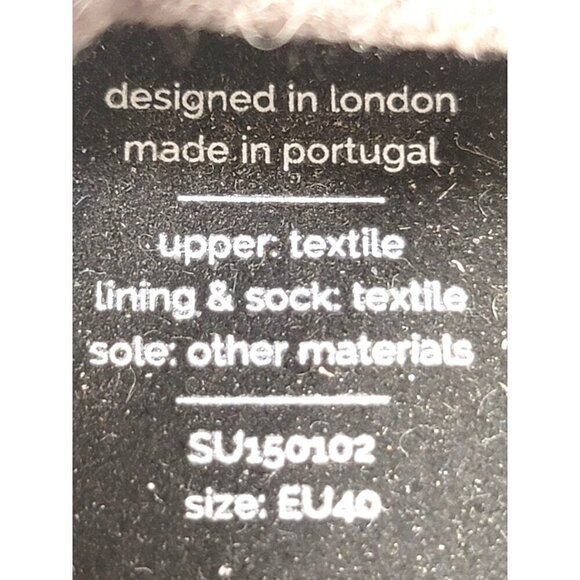 designed in london
made in portugal
upper: textile
lining & sock: textile
sole: other materials
SU150102
size: EU40